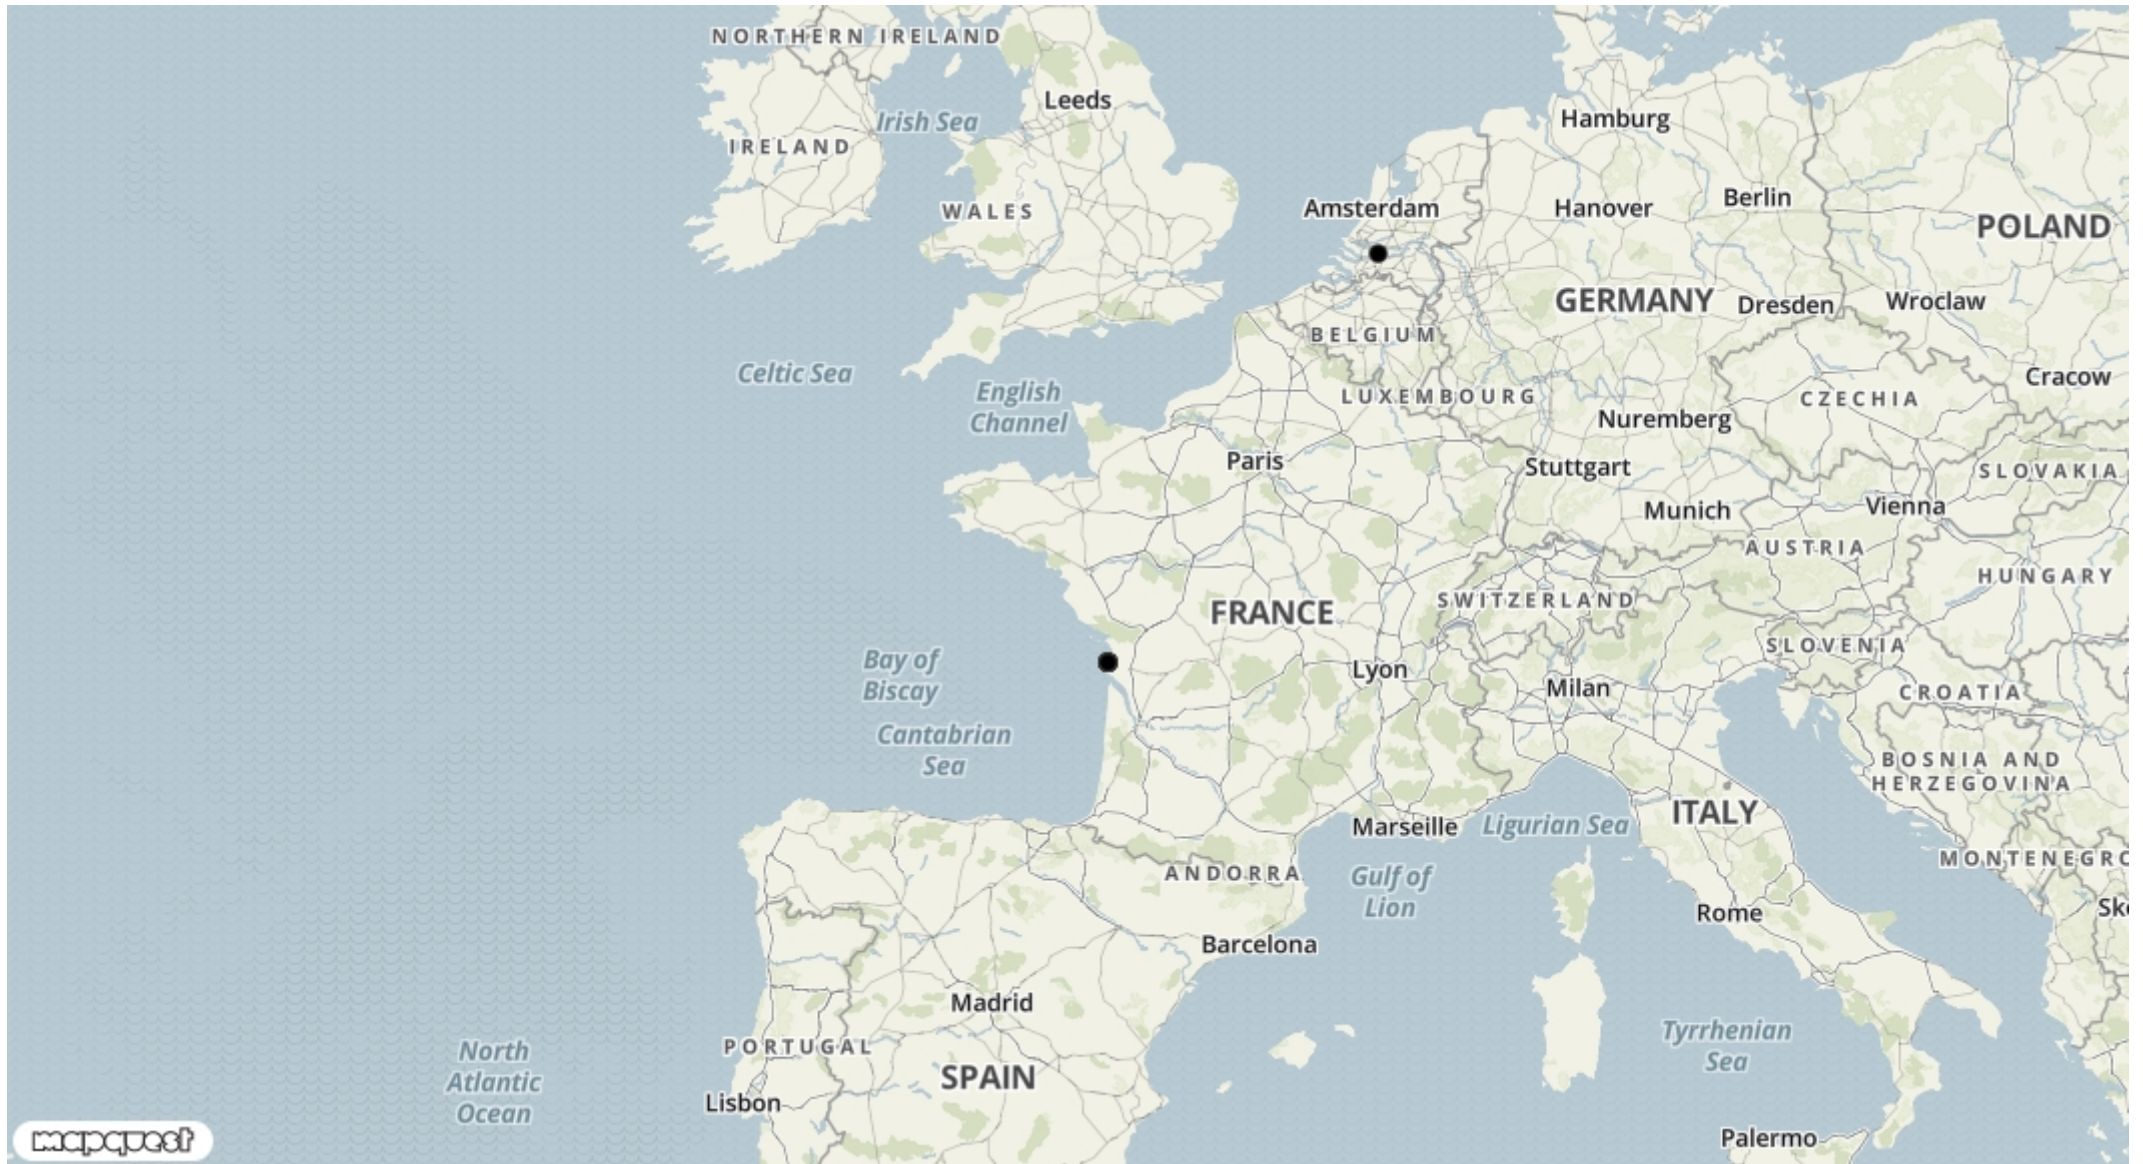 NORTHERN IRELAND
Leeds
Irish Sea
Hamburg
IRELAND
Berlin
Amsterdam
Hanover
WALES
POLAND
GERMANY
Dresden
Wroclaw
BELGIUM
Celtic Sea
Cracow
English
Channel
LUXEMBOURG
CZECHIA
Nuremberg
Paris
Stuttgart
SLOVAKIA
Munich
Vienna
AUSTRIA
HUNGARY
SWITZERLAND
FRANCE
SLOVENIA
Bay of
Biscay
Lyon
Milan
CROATIA
Cantabrian
Sea
BOSNIA AND
HERZEGOVINA
ITALY
Marseille
Ligurian Sea
MONTENEGRO
ANDORRA
Gulf of
Lion
Sk
Rome
Barcelona
Madrid
Tyrrhenian
Sea
PORTUGAL
North
Atlantic
Ocean
SPAIN
Lisbon
mapquest
Palermo